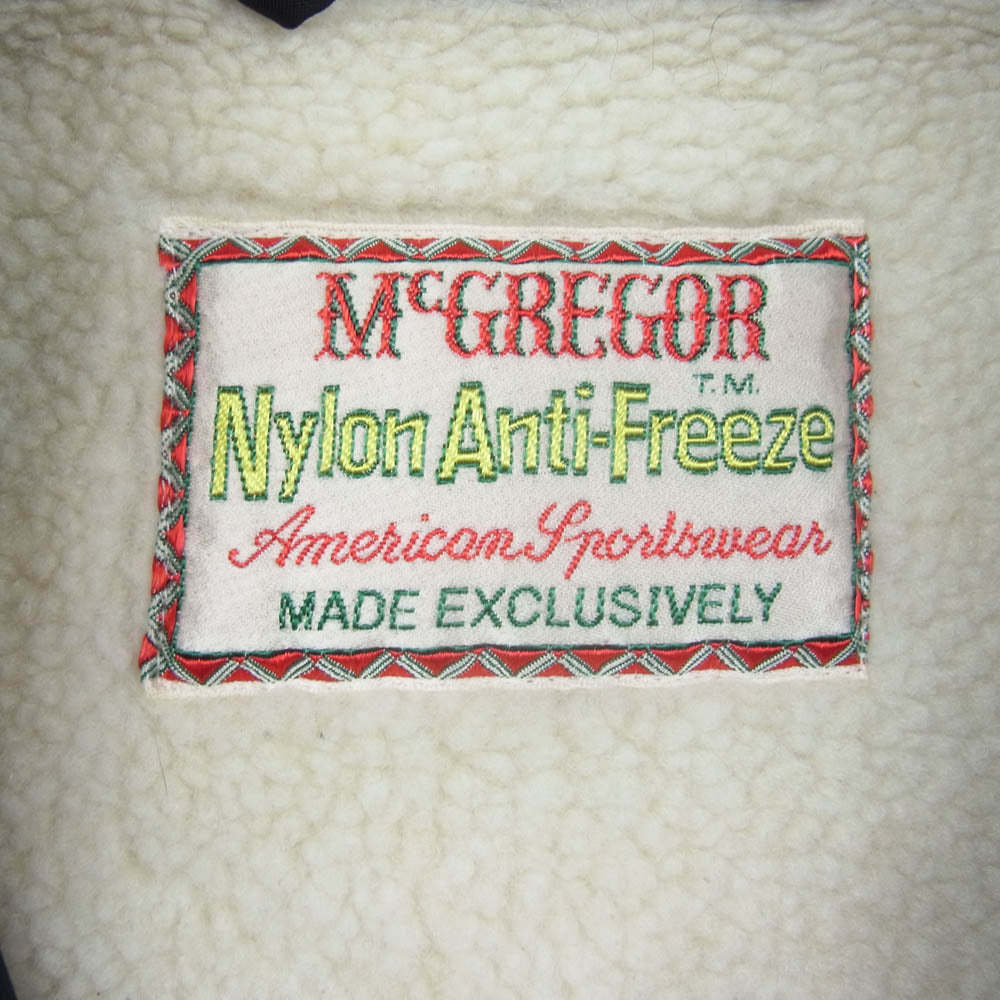 McGREGOR
T.M.
Nylon Anti-Freeze
American Sportswear
MADE EXCLUSIVELY